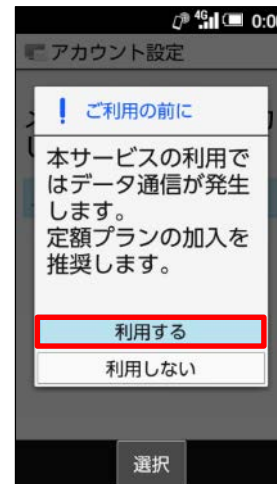 4G 0:0
アカウント設定
ご利用の前に
本サービスの利用で
はデータ通信が発生
します。
定額プランの加入を
推奨します。
利用する
利用しない
選択